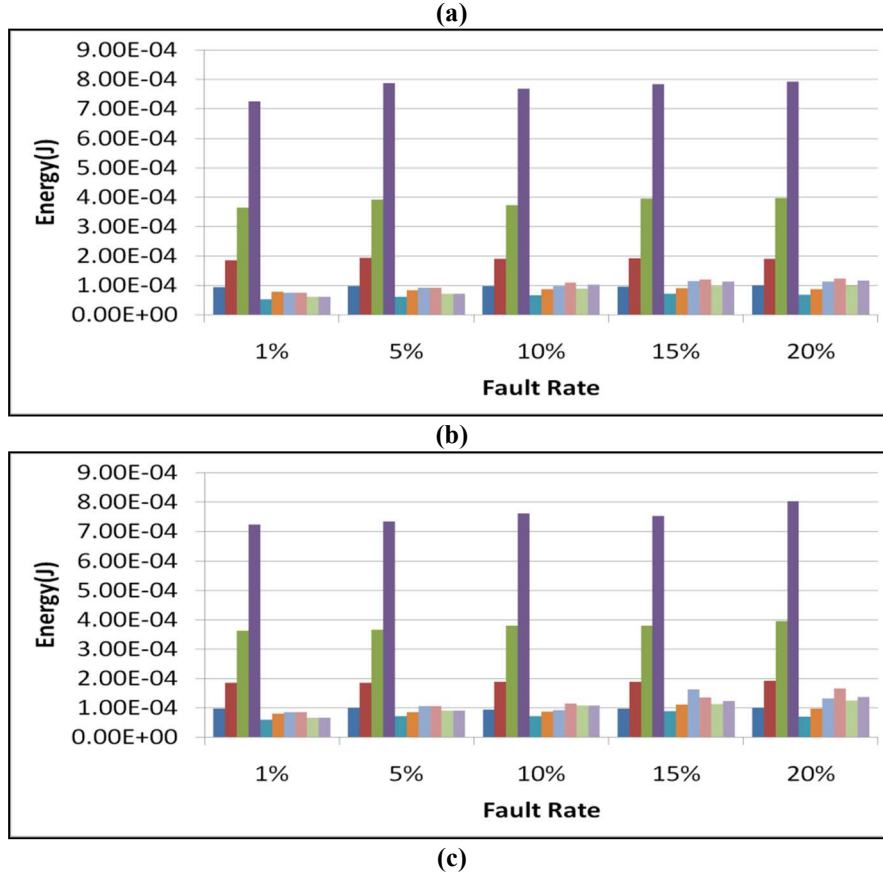 (a)
9.00E-04
8.00E-04
7.00E-04
6.00E-04
5.00E-04
4.00E-04
3.00E-04
2.00E-04
1.00E-04
0.00E+00
Energy(J)
1% 5% 10% 15% 20%
Fault Rate
(b)
9.00E-04
8.00E-04
7.00E-04
6.00E-04
5.00E-04
4.00E-04
3.00E-04
2.00E-04
1.00E-04
0.00E+00
Energy(J)
1% 5% 10% 15% 20%
Fault Rate
(c)